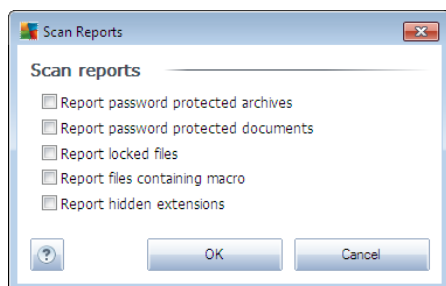 Scan Reports
Scan reports
Report password protected archives
Report password protected documents
Report locked files
Report files containing macro
Report hidden extensions
?
OK
Cancel